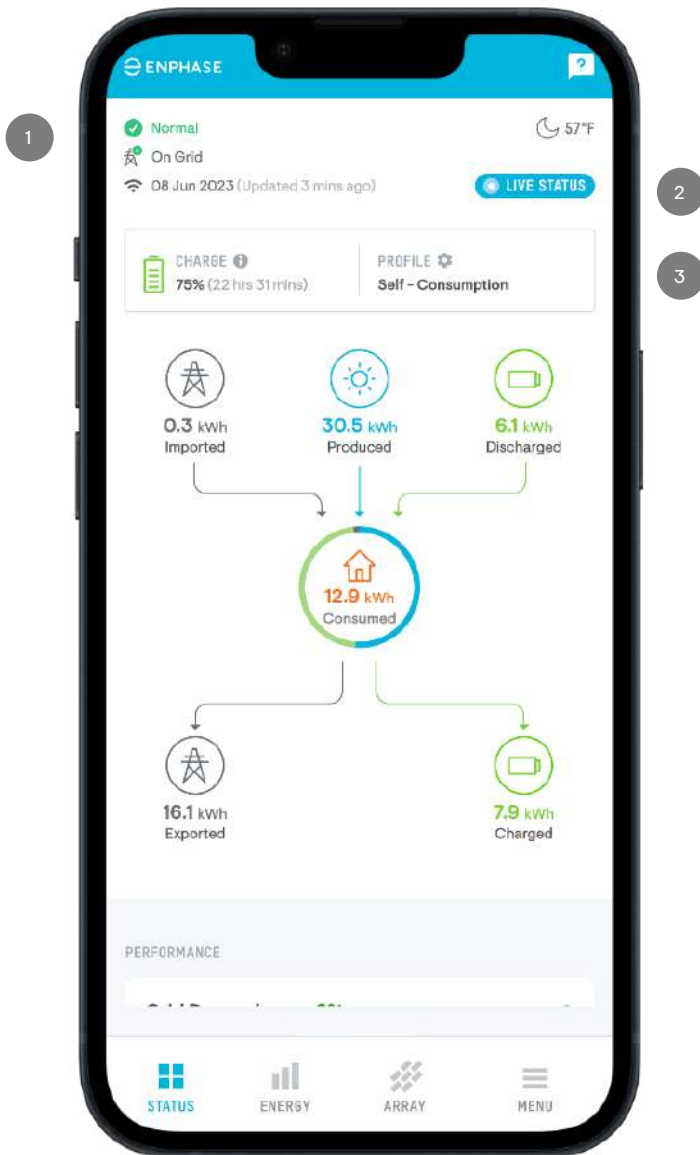 ENPHASE
?
1
Normal
57°F
On Grid
08 Jun 2023 (Updated 3 mins ago)
LIVE STATUS
2
CHARGE
PROFILE
3
75% (22 hrs 31 mins)
Self - Consumption
0.3 kWh
30.5 kWh
6.1 kWh
Imported
Produced
Discharged
12.9 kWh
Consumed
16.1 kWh
7.9 kWh
Exported
Charged
PERFORMANCE
STATUS
ENERGY
ARRAY
MENU